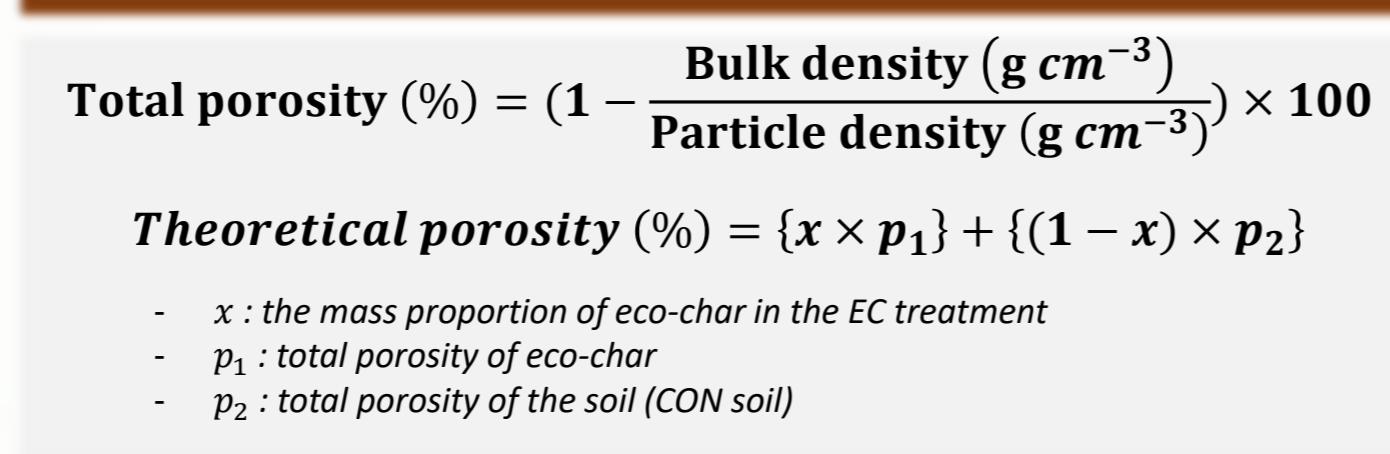 Total porosity (%) = (1 − Bulk density (g cm⁻³) / Particle density (g cm⁻³)) × 100
Theoretical porosity (%) = {x × p₁} + {(1 − x) × p₂}
- x : the mass proportion of eco-char in the EC treatment
- p₁ : total porosity of eco-char
- p₂ : total porosity of the soil (CON soil)